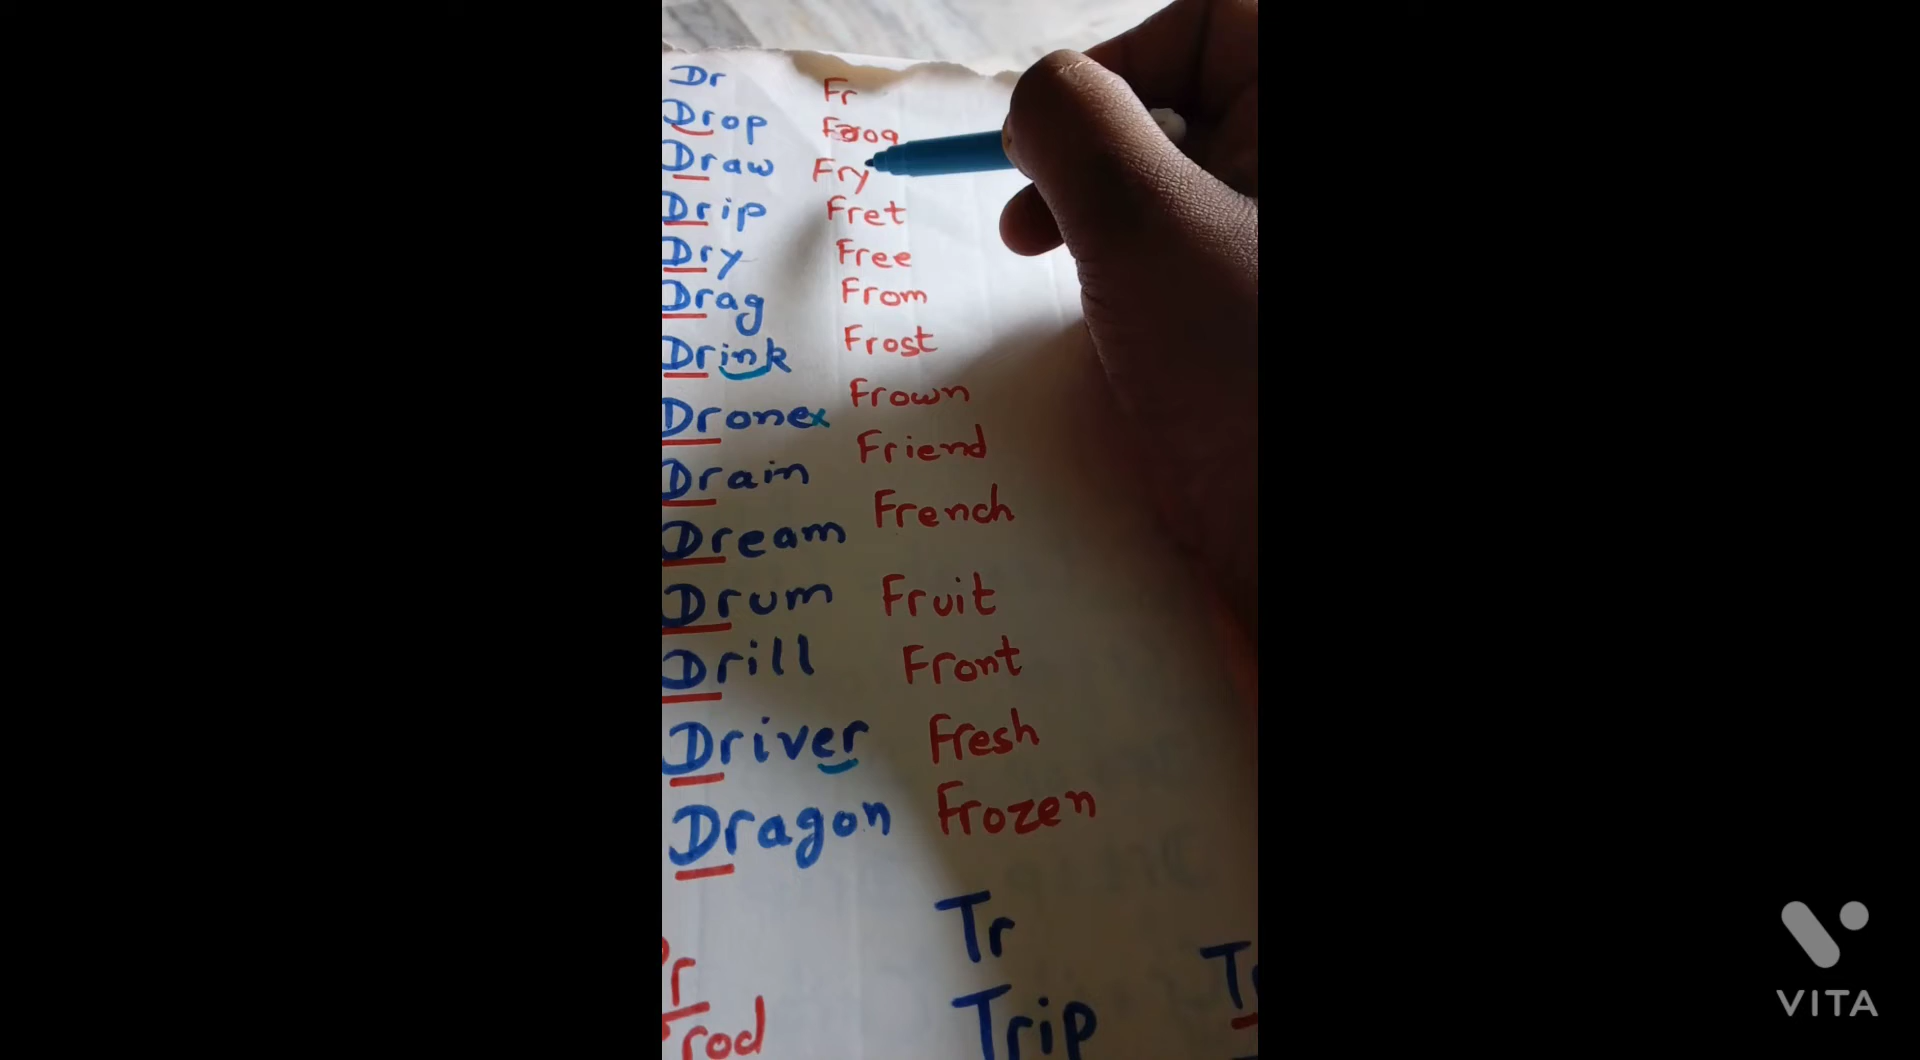 Dr
Drop
Draw
Drip
Dry
Drag
Drink
Drone
Drain
Dream
Drum
Drill
Driver
Dragon
Fr
Frog
Fry
Fret
Free
From
Frost
Frown
Friend
French
Fruit
Front
Fresh
Frozen
Tr
Trip
VITA